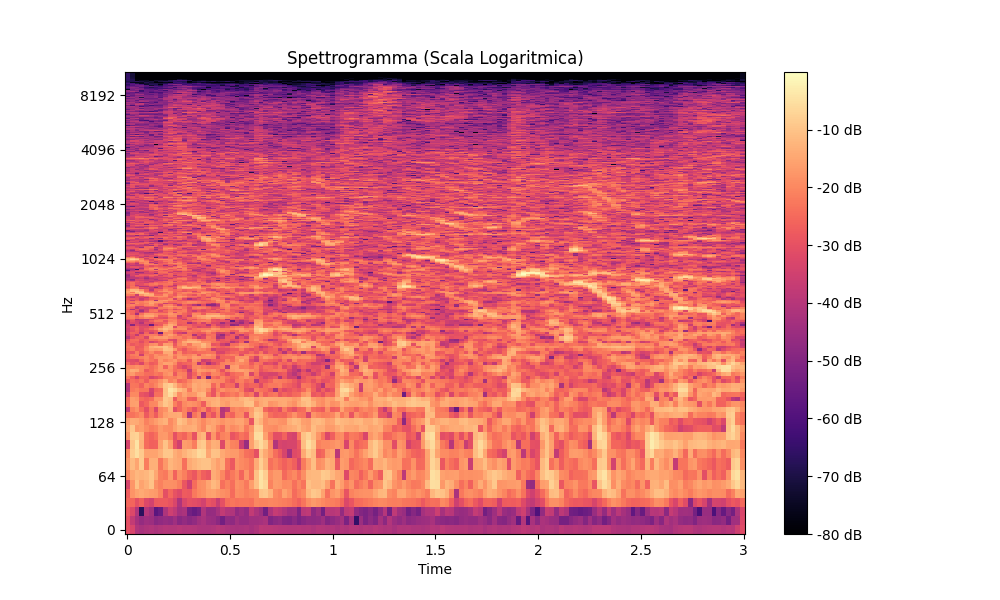 Spettrogramma (Scala Logaritmica)
Hz
8192
4096
2048
1024
512
256
128
64
0
0 0.5 1 1.5 2 2.5 3
Time
-10 dB
-20 dB
-30 dB
-40 dB
-50 dB
-60 dB
-70 dB
-80 dB